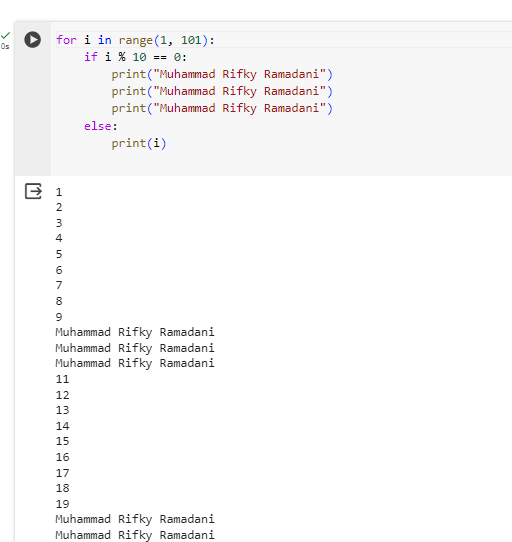 0s
for i in range(1, 101):
    if i % 10 == 0:
        print("Muhammad Rifky Ramadani")
        print("Muhammad Rifky Ramadani")
        print("Muhammad Rifky Ramadani")
    else:
        print(i)
1
2
3
4
5
6
7
8
9
Muhammad Rifky Ramadani
Muhammad Rifky Ramadani
Muhammad Rifky Ramadani
11
12
13
14
15
16
17
18
19
Muhammad Rifky Ramadani
Muhammad Rifky Ramadani